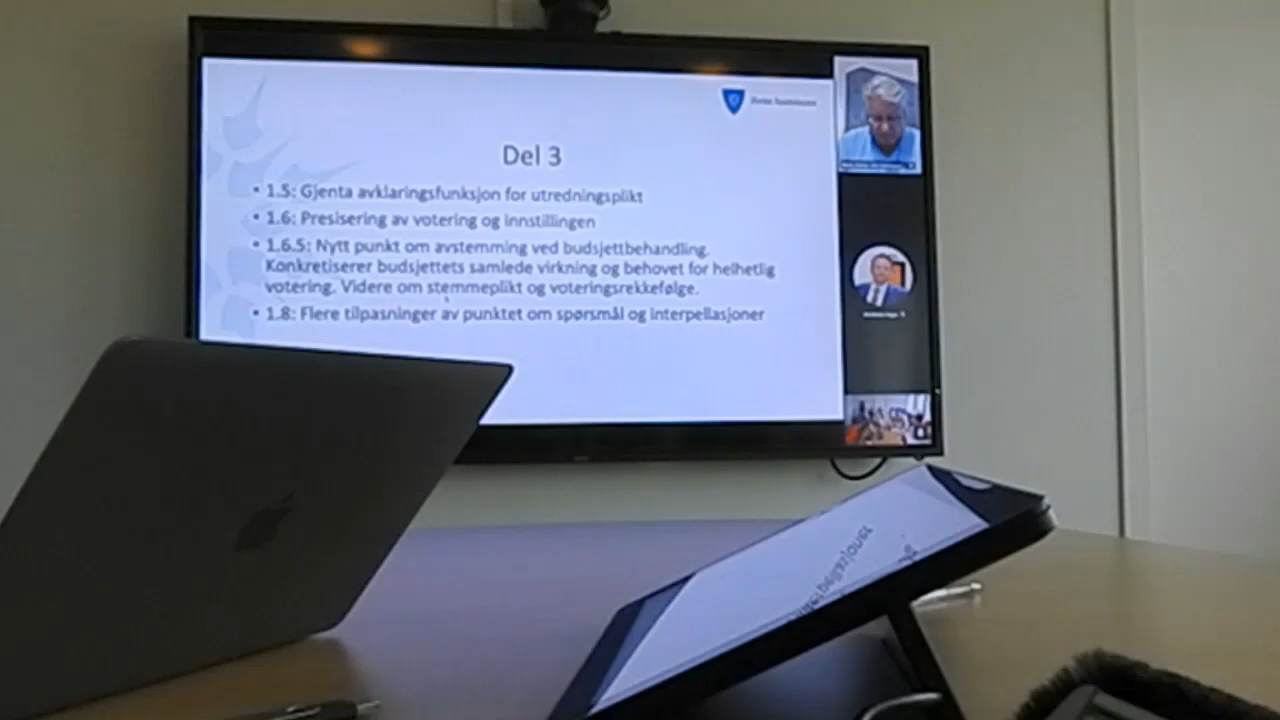 Del 3
• 1.5: Gjenta avklaringsfunksjon for utredningsplikt
• 1.6: Presisering av votering og innstillingen
• 1.6.5: Nytt punkt om avstemming ved budsjettbehandling.
Konkretiserer budsjettets samlede virkning og behovet for helhetlig
votering. Videre om stemmeplikt og voteringsrekkefølge.
• 1.8: Flere tilpasninger av punktet om spørsmål og interpellasjoner